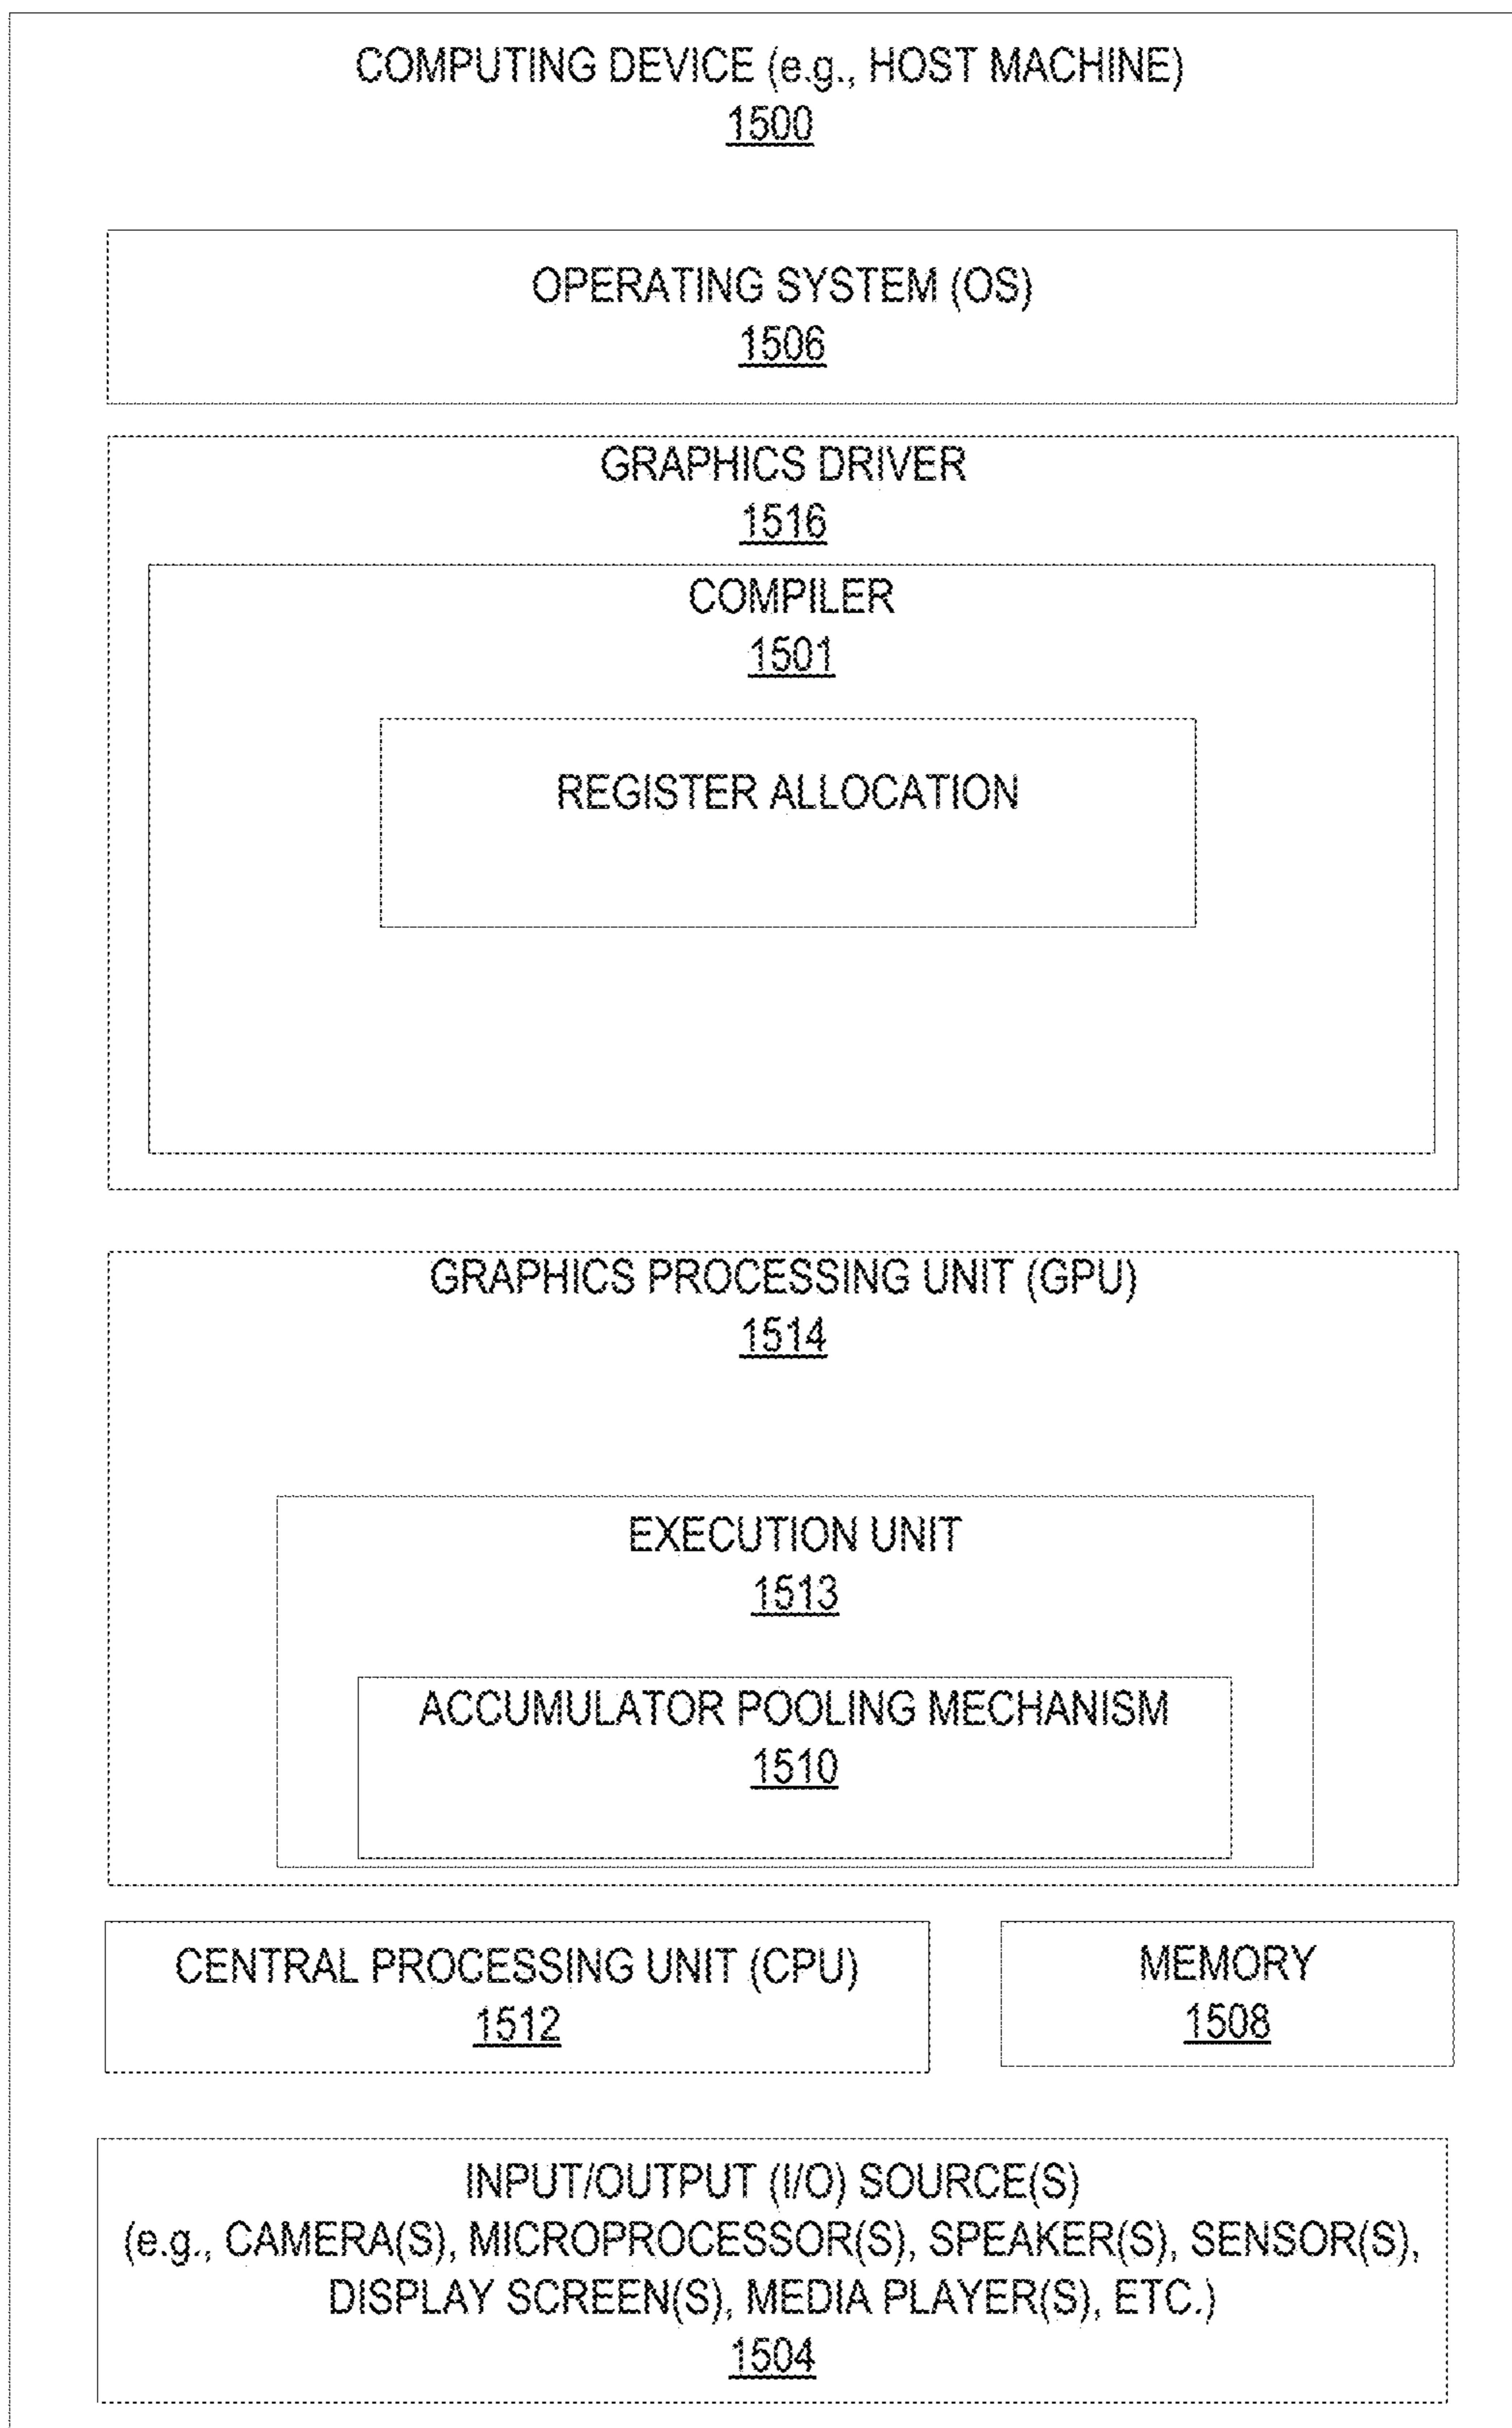 COMPUTING DEVICE (e.g., HOST MACHINE)
1500
OPERATING SYSTEM (OS)
1506
GRAPHICS DRIVER
1516
COMPILER
1501
REGISTER ALLOCATION
GRAPHICS PROCESSING UNIT (GPU)
1514
EXECUTION UNIT
1513
ACCUMULATOR POOLING MECHANISM
1510
CENTRAL PROCESSING UNIT (CPU)
1512
MEMORY
1508
INPUT/OUTPUT (I/O) SOURCE(S)
(e.g., CAMERA(S), MICROPROCESSOR(S), SPEAKER(S), SENSOR(S),
DISPLAY SCREEN(S), MEDIA PLAYER(S), ETC.)
1504